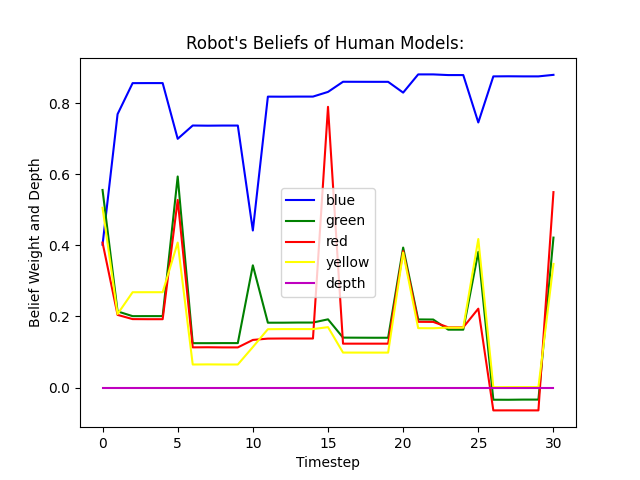 Robot's Beliefs of Human Models:
Belief Weight and Depth
0.8
0.6
0.4
0.2
0.0
blue
green
red
yellow
depth
0 5 10 15 20 25 30
Timestep